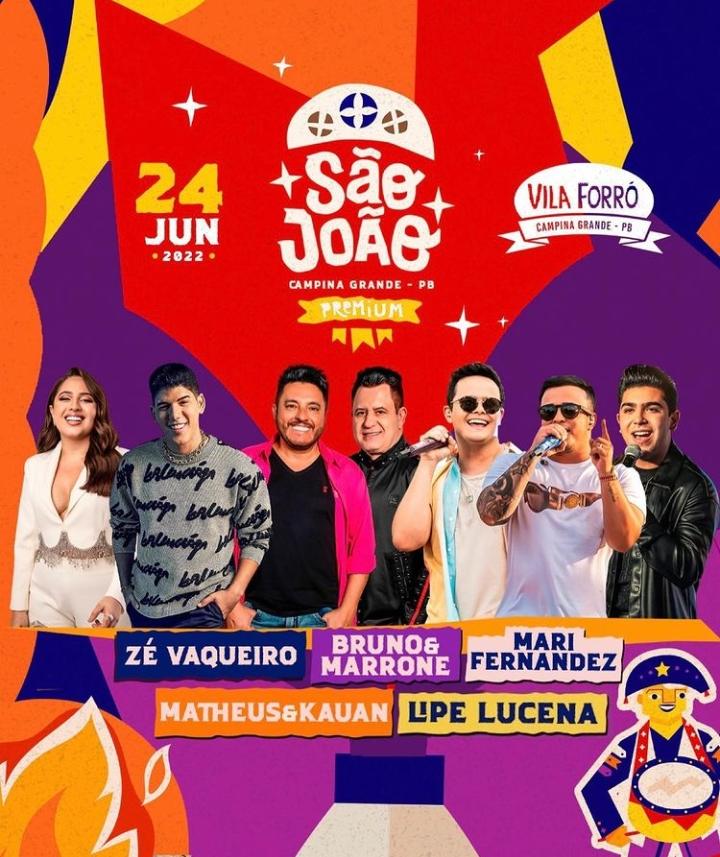 24
JUN
2022
São
João
CAMPINA GRANDE - PB
PREMIUM
VILA FORRÓ
CAMPINA GRANDE - PB
ZÉ VAQUEIRO
BRUNO&
MARRONE
MARI
FERNANDEZ
MATHEUS&KAUAN
LIPE LUCENA